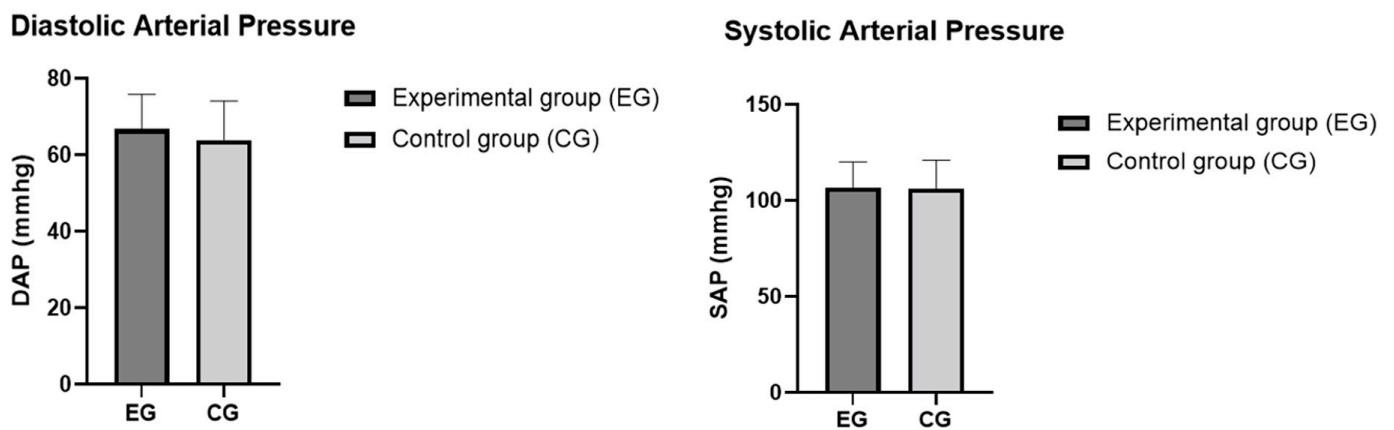 Diastolic Arterial Pressure
80
60
40
20
0
DAP (mmhg)
EG
CG
Experimental group (EG)
Control group (CG)
Systolic Arterial Pressure
150
100
50
0
SAP (mmhg)
EG
CG
Experimental group (EG)
Control group (CG)